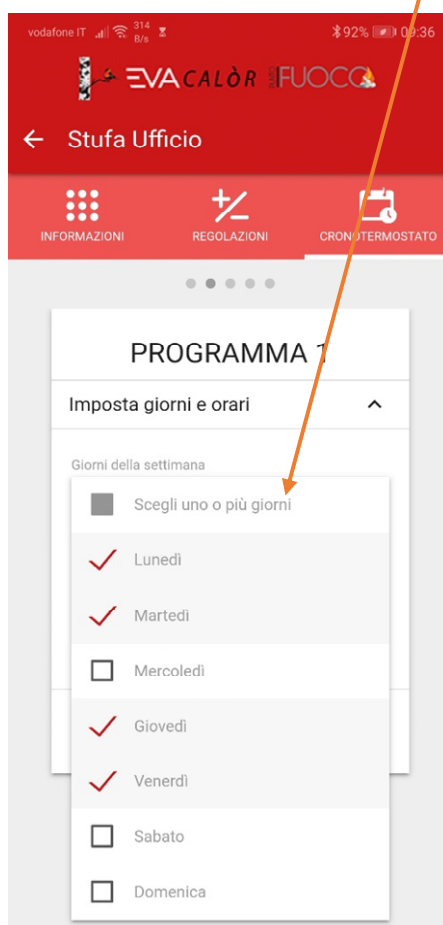 vodafone IT 314 B/s 92% 09:36
EVACALÒR PUNTO FUOCO
Stufa Ufficio
INFORMAZIONI REGOLAZIONI CRONOTERMOSTATO
PROGRAMMA 1
Imposta giorni e orari
Giorni della settimana
Scegli uno o più giorni
Lunedì
Martedì
Mercoledì
Giovedì
Venerdì
Sabato
Domenica